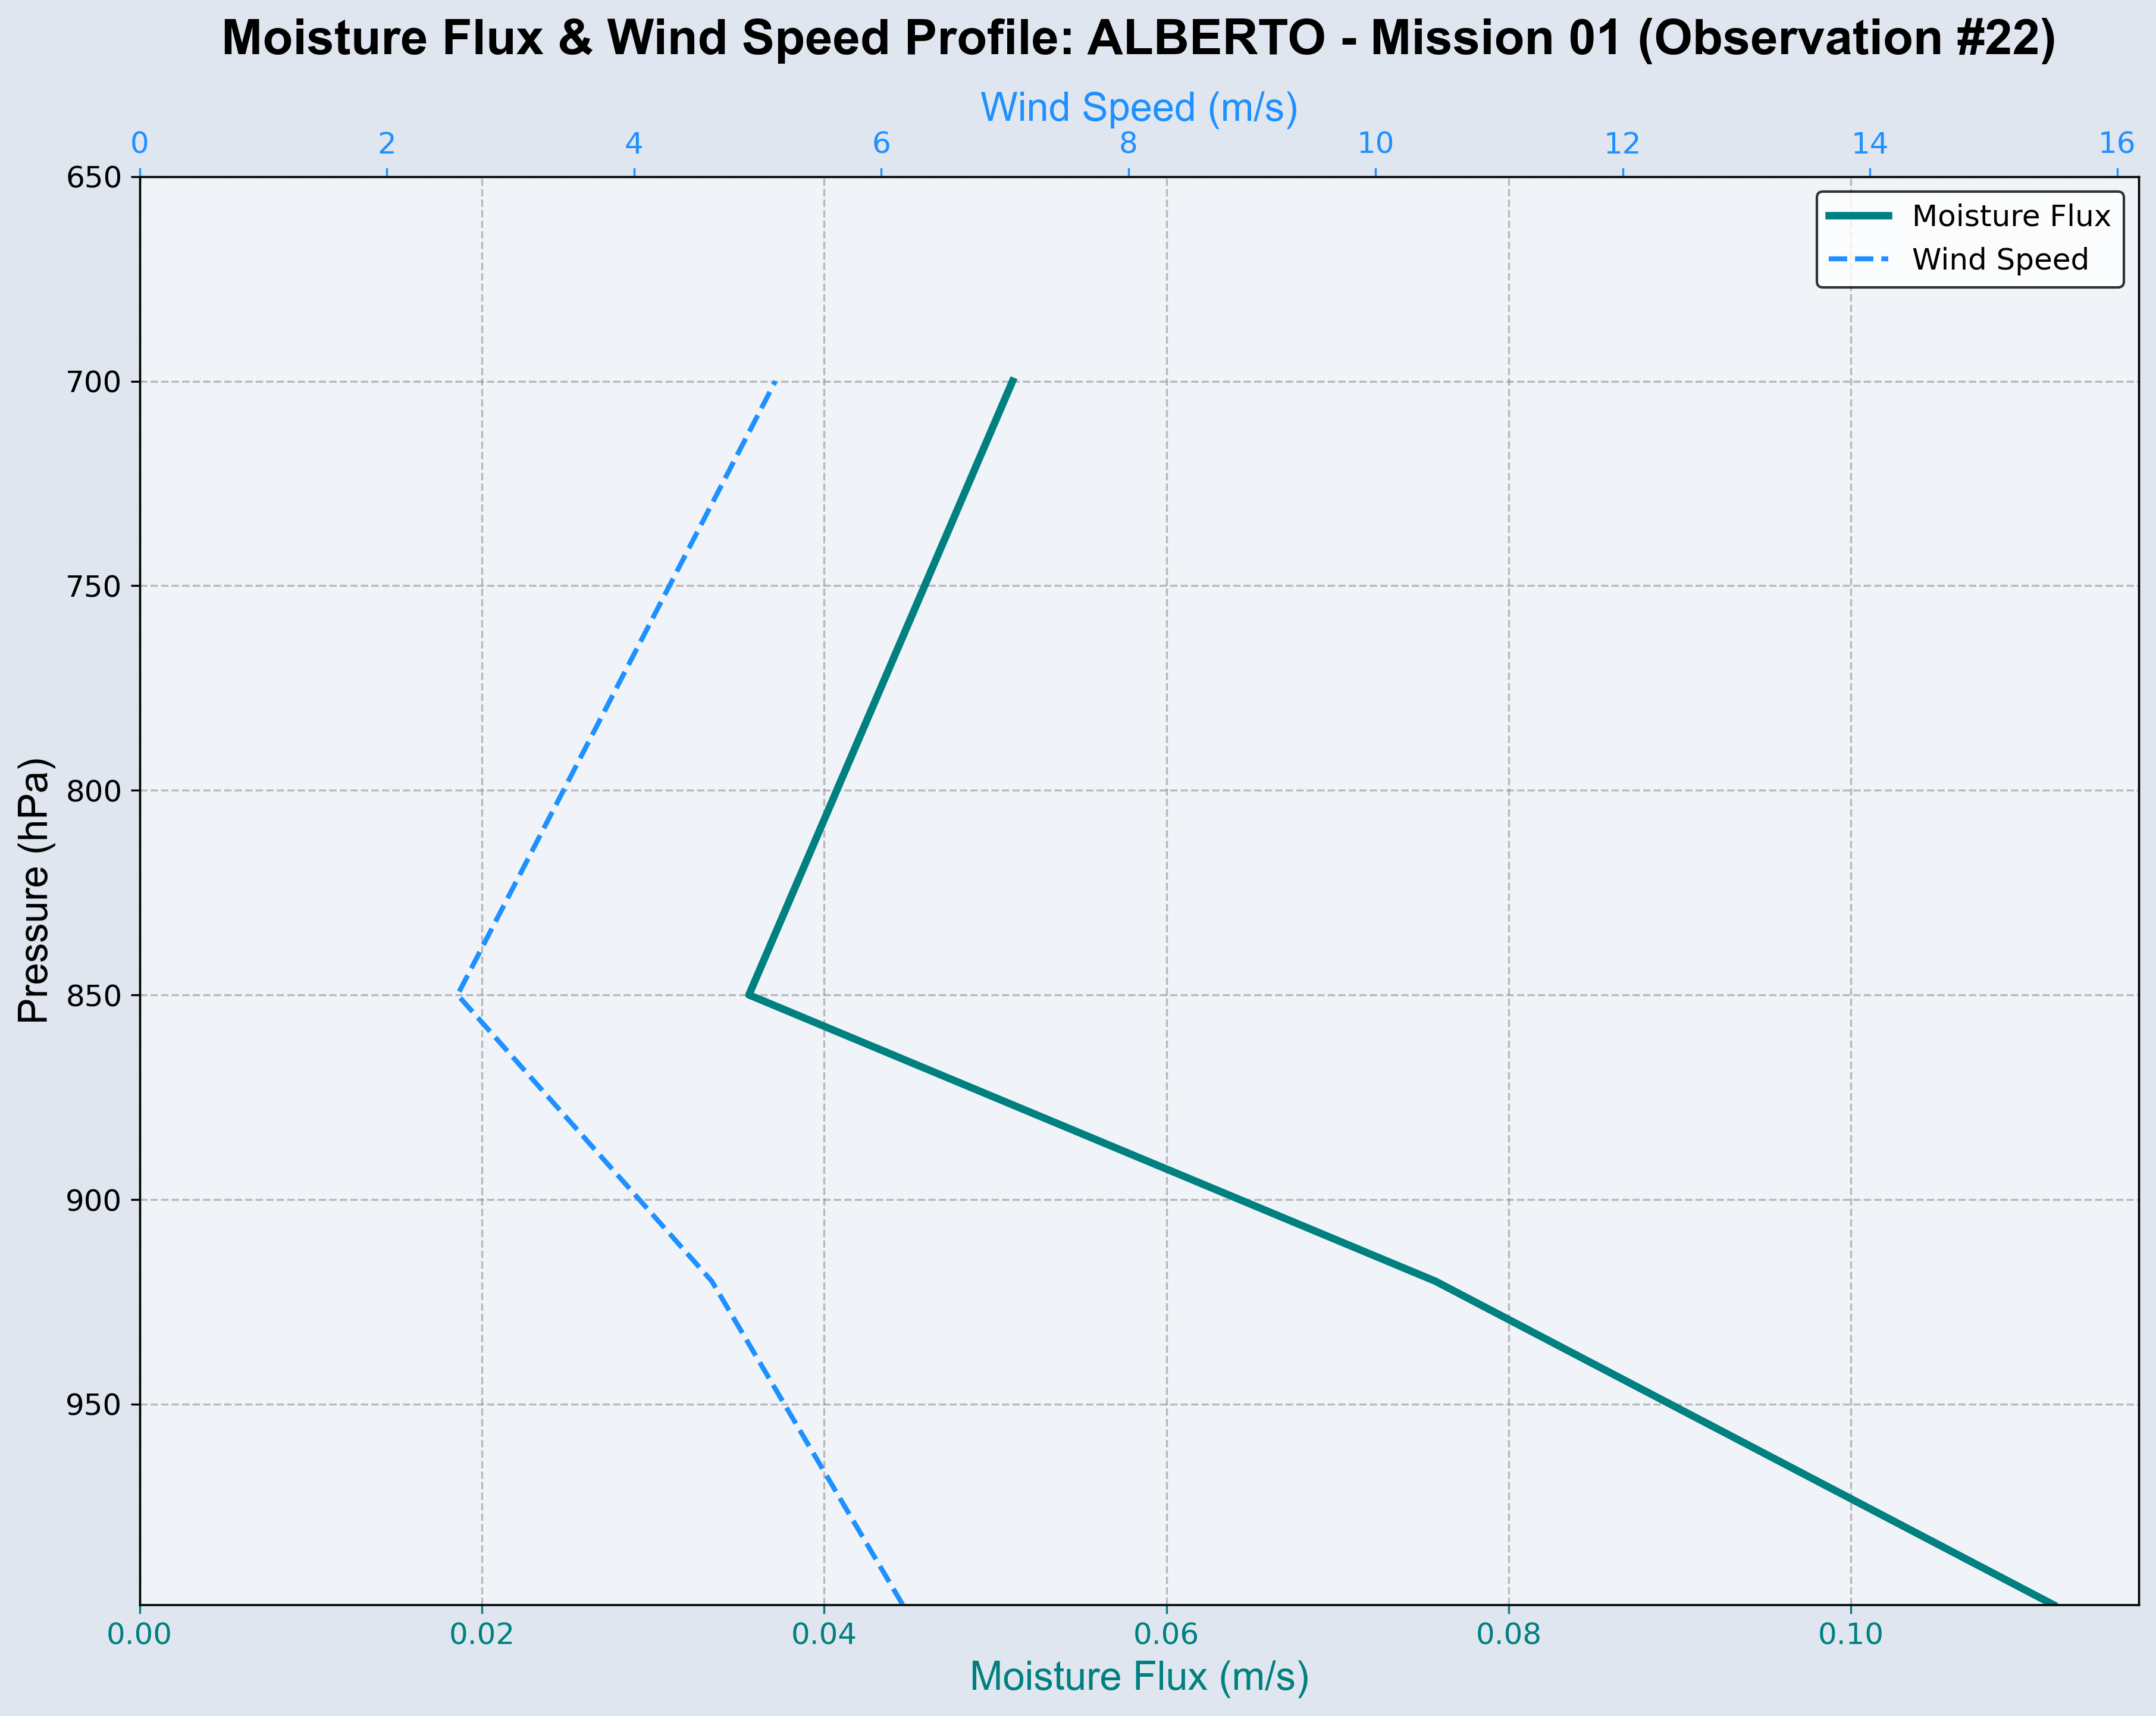 Moisture Flux & Wind Speed Profile: ALBERTO - Mission 01 (Observation #22)
Wind Speed (m/s)
0 2 4 6 8 10 12 14 16
Moisture Flux
Wind Speed
650
700
750
800
850
900
950
Pressure (hPa)
0.00 0.02 0.04 0.06 0.08 0.10
Moisture Flux (m/s)